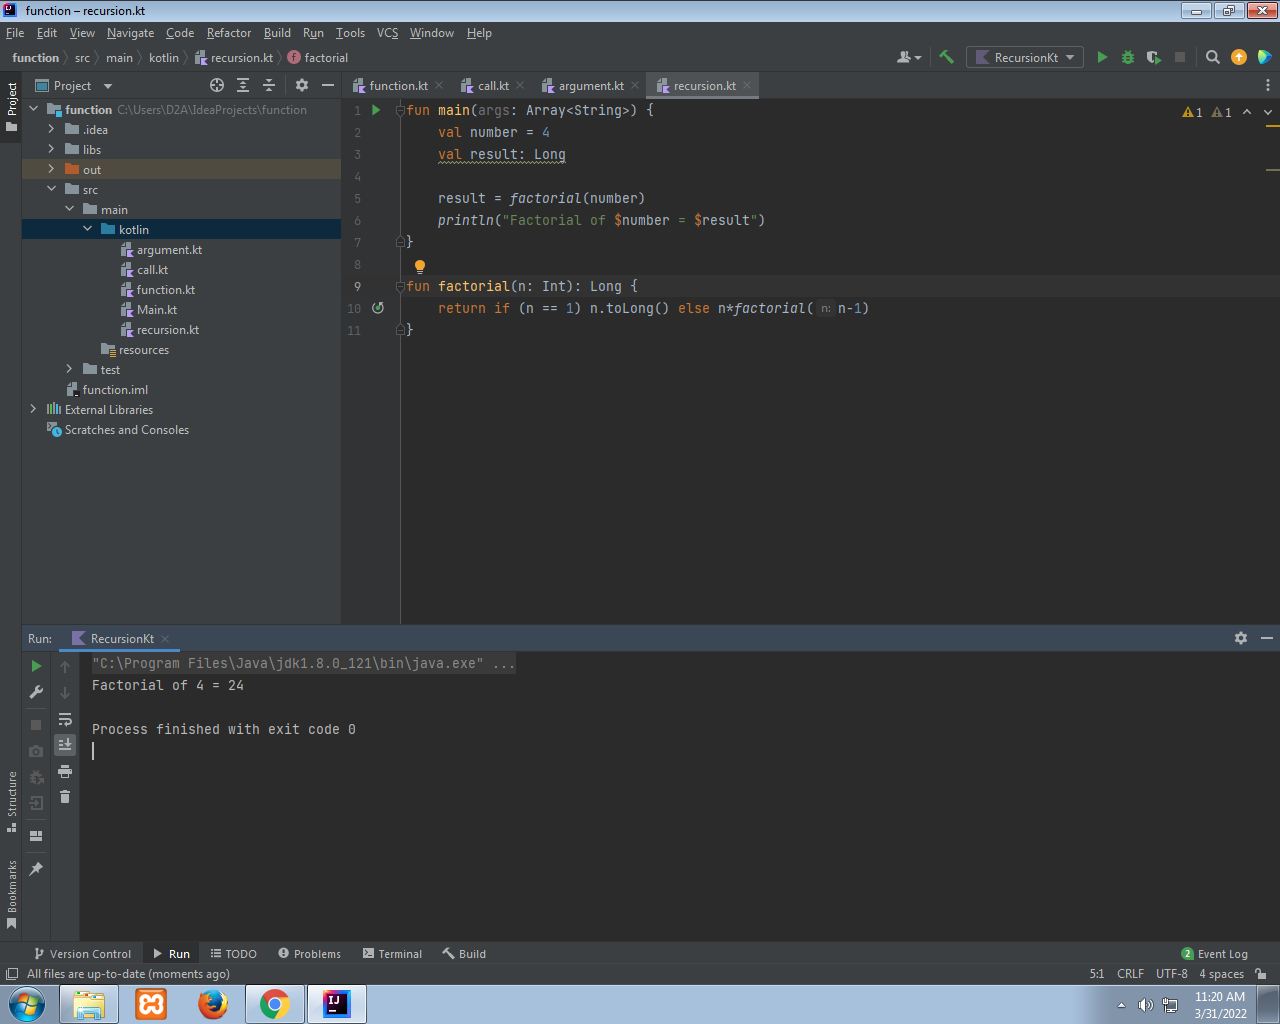 function – recursion.kt
File Edit View Navigate Code Refactor Build Run Tools VCS Window Help
function src main kotlin recursion.kt f factorial
RecursionKt
Project
Project
function.kt call.kt argument.kt recursion.kt
function C:\Users\D2A\IdeaProjects\function
.idea
libs
out
src
main
kotlin
argument.kt
call.kt
function.kt
Main.kt
recursion.kt
resources
test
function.iml
External Libraries
Scratches and Consoles
1 fun main(args: Array<String>) {
1 1
2 val number = 4
3 val result: Long
4
5 result = factorial(number)
6 println("Factorial of $number = $result")
7 }
8
9 fun factorial(n: Int): Long {
10 return if (n == 1) n.toLong() else n*factorial( n: n-1)
11 }
Run: RecursionKt
"C:\Program Files\Java\jdk1.8.0_121\bin\java.exe" ...
Factorial of 4 = 24
Process finished with exit code 0
Structure
Bookmarks
Version Control Run TODO Problems Terminal Build
2 Event Log
All files are up-to-date (moments ago)
5:1 CRLF UTF-8 4 spaces
IJ
11:20 AM
3/31/2022